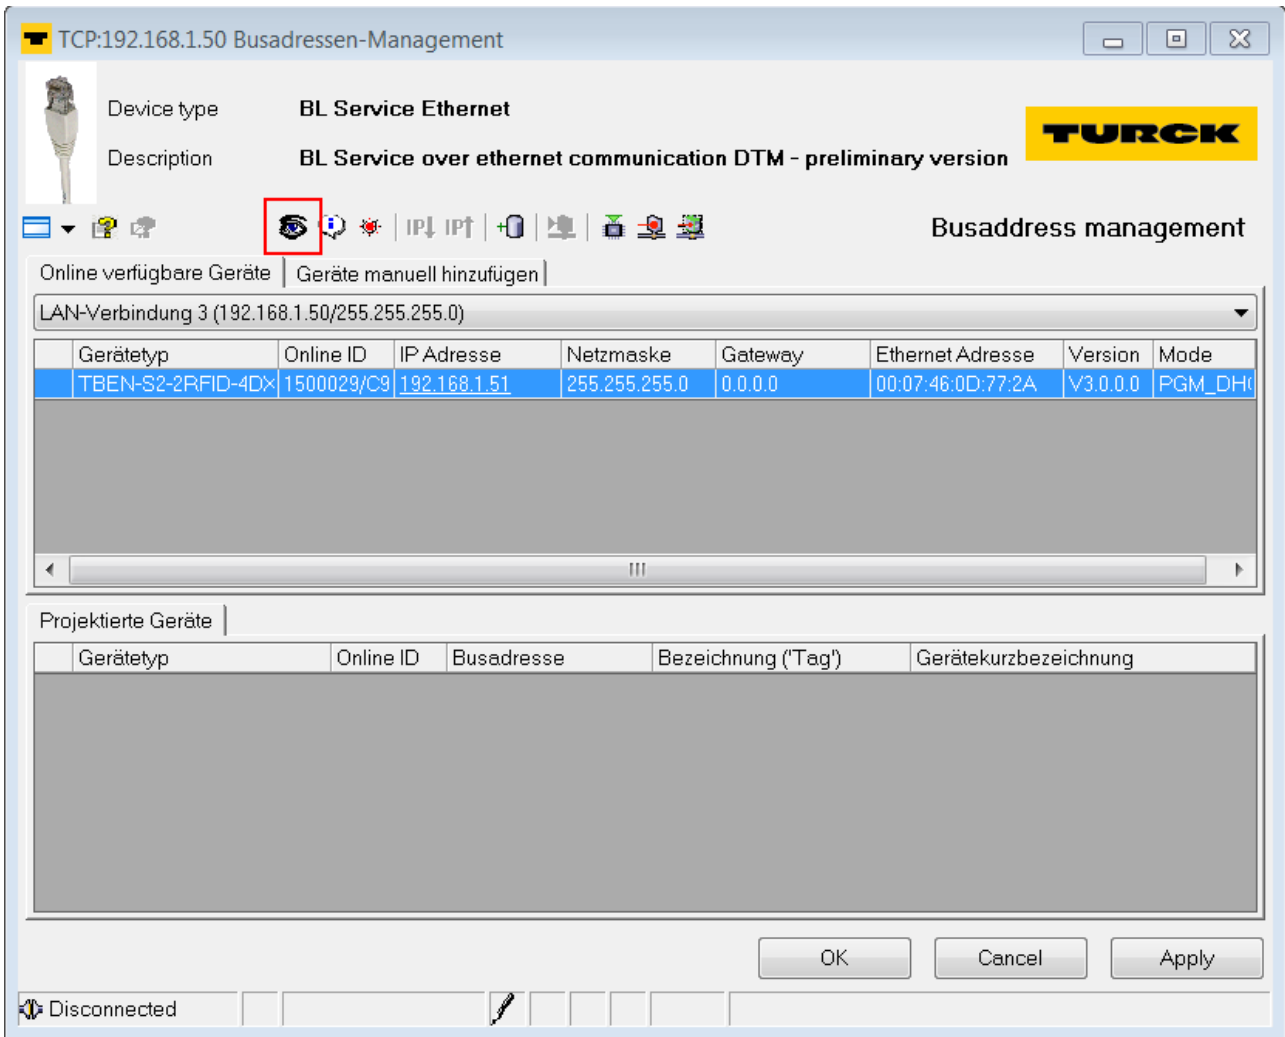 TCP:192.168.1.50 Busadressen-Management
Device type BL Service Ethernet
TURCK
Description BL Service over ethernet communication DTM - preliminary version
IP IP Busaddress management
Online verfügbare Geräte Geräte manuell hinzufügen
LAN-Verbindung 3 (192.168.1.50/255.255.255.0)
Gerätetyp Online ID IP Adresse Netzmaske Gateway Ethernet Adresse Version Mode
TBEN-S2-2RFID-4DX 1500029/C9 192.168.1.51 255.255.255.0 0.0.0.0 00:07:46:0D:77:2A V3.0.0.0 PGM_DH
Projektierte Geräte
Gerätetyp Online ID Busadresse Bezeichnung ('Tag') Gerätekurzbezeichnung
OK Cancel Apply
Disconnected